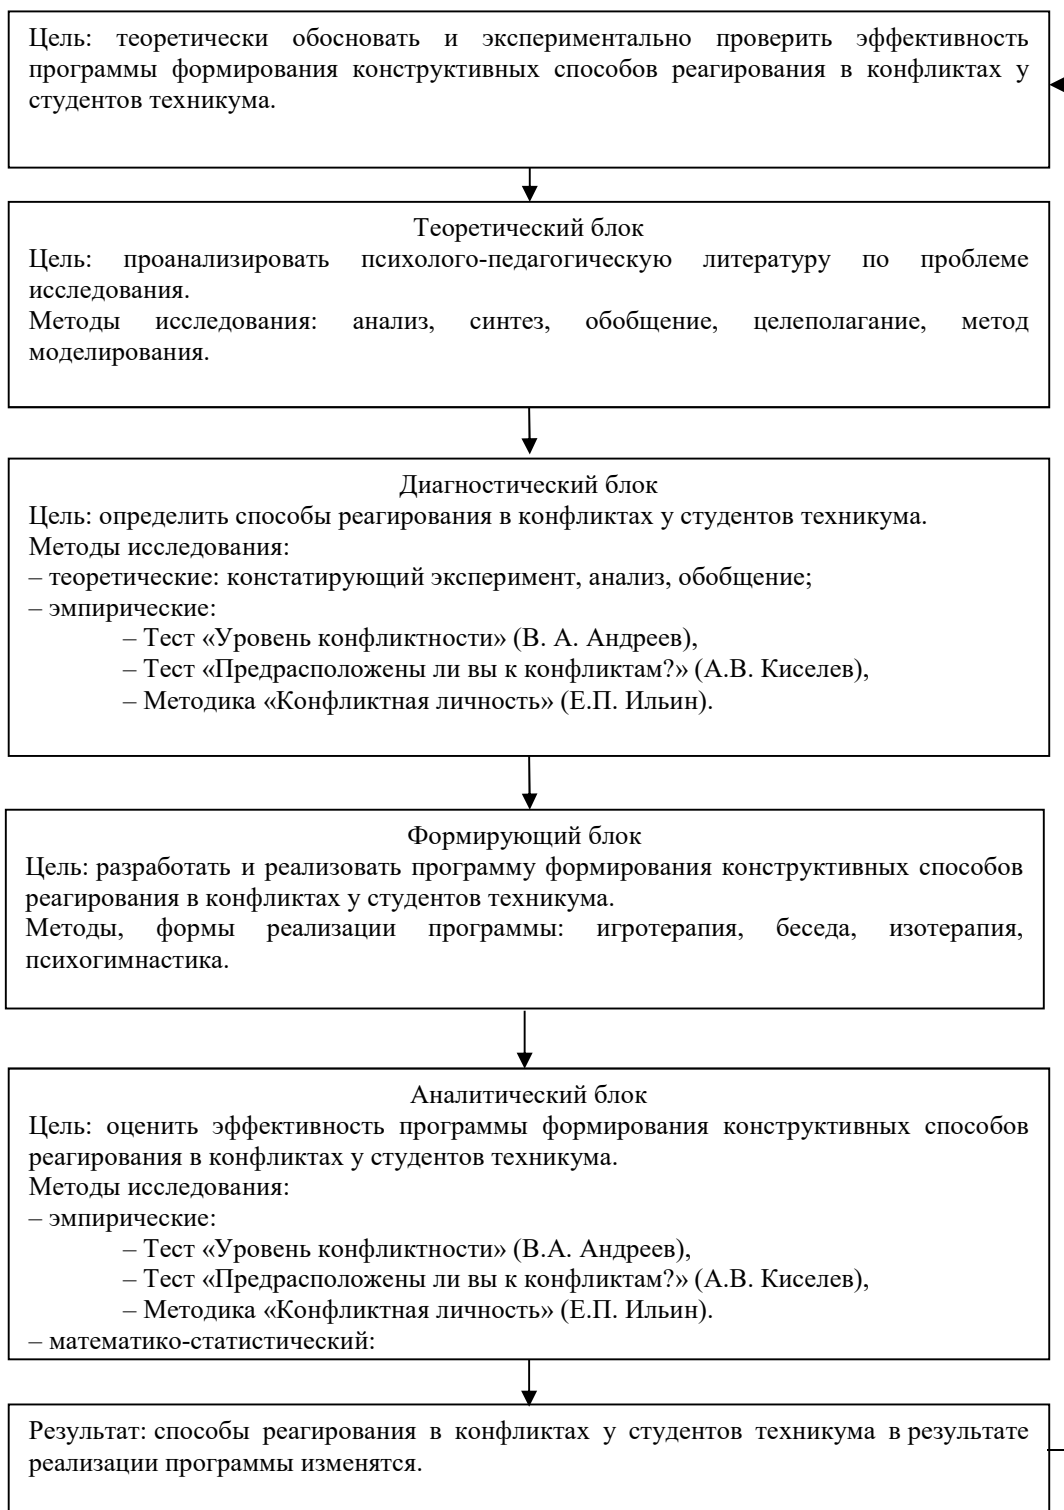 Цель: теоретически обосновать и экспериментально проверить эффективность
программы формирования конструктивных способов реагирования в конфликтах у
студентов техникума.
Теоретический блок
Цель: проанализировать психолого-педагогическую литературу по проблеме
исследования.
Методы исследования: анализ, синтез, обобщение, целеполагание, метод
моделирования.
Диагностический блок
Цель: определить способы реагирования в конфликтах у студентов техникума.
Методы исследования:
– теоретические: констатирующий эксперимент, анализ, обобщение;
– эмпирические:
– Тест «Уровень конфликтности» (В. А. Андреев),
– Тест «Предрасположены ли вы к конфликтам?» (А.В. Киселев),
– Методика «Конфликтная личность» (Е.П. Ильин).
Формирующий блок
Цель: разработать и реализовать программу формирования конструктивных способов
реагирования в конфликтах у студентов техникума.
Методы, формы реализации программы: игротерапия, беседа, изотерапия,
психогимнастика.
Аналитический блок
Цель: оценить эффективность программы формирования конструктивных способов
реагирования в конфликтах у студентов техникума.
Методы исследования:
– эмпирические:
– Тест «Уровень конфликтности» (В.А. Андреев),
– Тест «Предрасположены ли вы к конфликтам?» (А.В. Киселев),
– Методика «Конфликтная личность» (Е.П. Ильин).
– математико-статистический:
Результат: способы реагирования в конфликтах у студентов техникума в результате
реализации программы изменятся.